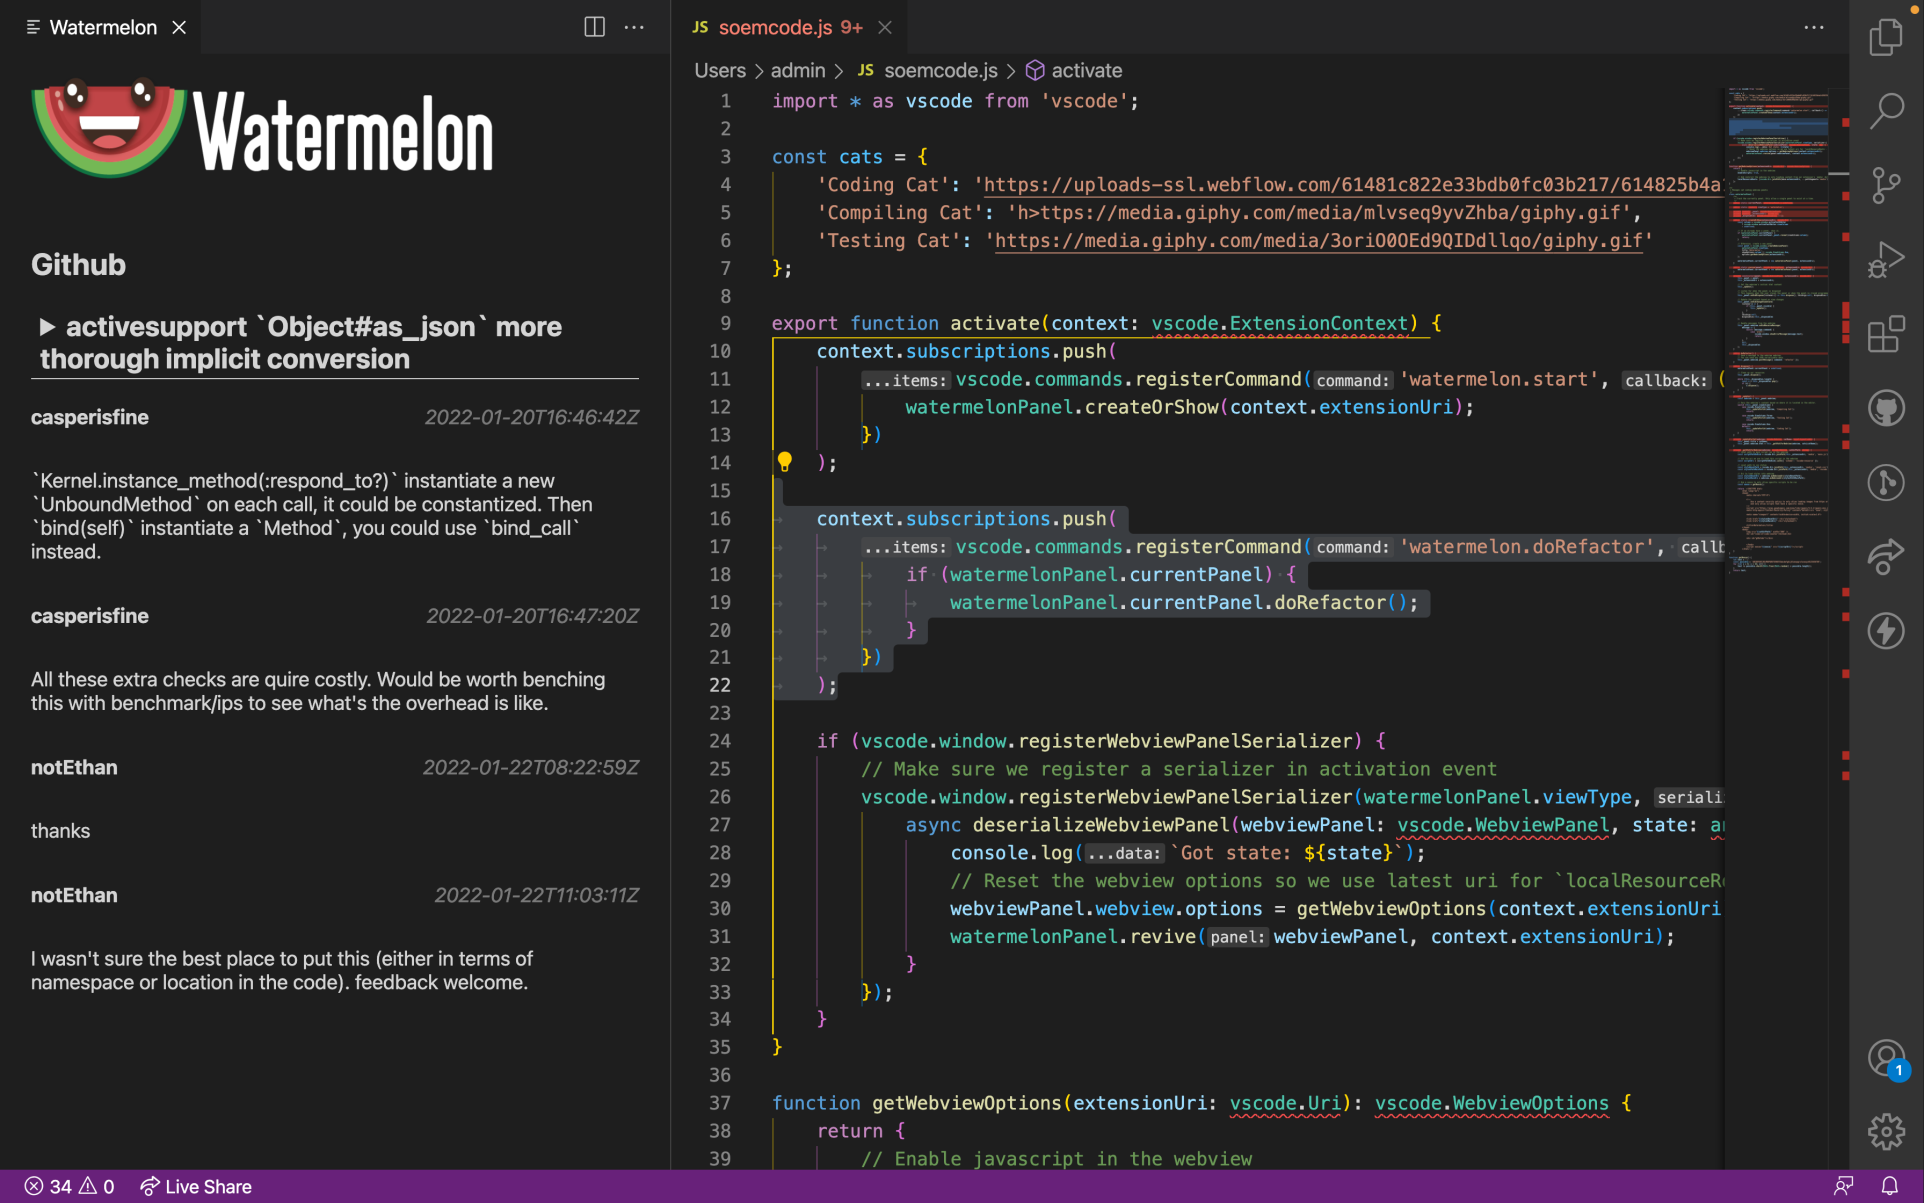 Watermelon
Watermelon
Github
activesupport `Object#as_json` more
thorough implicit conversion
casperisfine 2022-01-20T16:46:42Z
`Kernel.instance_method(:respond_to?)` instantiate a new
`UnboundMethod` on each call, it could be constantized. Then
`bind(self)` instantiate a `Method`, you could use `bind_call`
instead.
casperisfine 2022-01-20T16:47:20Z
All these extra checks are quire costly. Would be worth benching
this with benchmark/ips to see what's the overhead is like.
notEthan 2022-01-22T08:22:59Z
thanks
notEthan 2022-01-22T11:03:11Z
I wasn't sure the best place to put this (either in terms of
namespace or location in the code). feedback welcome.
JS soemcode.js 9+
Users > admin > JS soemcode.js > activate
1 import * as vscode from 'vscode';
2
3 const cats = {
4 'Coding Cat': 'https://uploads-ssl.webflow.com/61481c822e33bdb0fc03b217/614825b4a
5 'Compiling Cat': 'h>ttps://media.giphy.com/media/mlvseq9yvZhba/giphy.gif',
6 'Testing Cat': 'https://media.giphy.com/media/3oriO0OEd9QIDdllqo/giphy.gif'
7 };
8
9 export function activate(context: vscode.ExtensionContext) {
10 context.subscriptions.push(
11 ...items: vscode.commands.registerCommand( command: 'watermelon.start', callback: (
12 watermelonPanel.createOrShow(context.extensionUri);
13 })
14 );
15
16 context.subscriptions.push(
17 ...items: vscode.commands.registerCommand( command: 'watermelon.doRefactor', callb
18 if (watermelonPanel.currentPanel) {
19 watermelonPanel.currentPanel.doRefactor();
20 }
21 })
22 );
23
24 if (vscode.window.registerWebviewPanelSerializer) {
25 // Make sure we register a serializer in activation event
26 vscode.window.registerWebviewPanelSerializer(watermelonPanel.viewType, seriali
27 async deserializeWebviewPanel(webviewPanel: vscode.WebviewPanel, state: a
28 console.log( ...data: `Got state: ${state}`);
29 // Reset the webview options so we use latest uri for `localResourceR
30 webviewPanel.webview.options = getWebviewOptions(context.extensionUri
31 watermelonPanel.revive( panel: webviewPanel, context.extensionUri);
32 }
33 });
34 }
35 }
36
37 function getWebviewOptions(extensionUri: vscode.Uri): vscode.WebviewOptions {
38 return {
39 // Enable javascript in the webview
1
34 0 Live Share